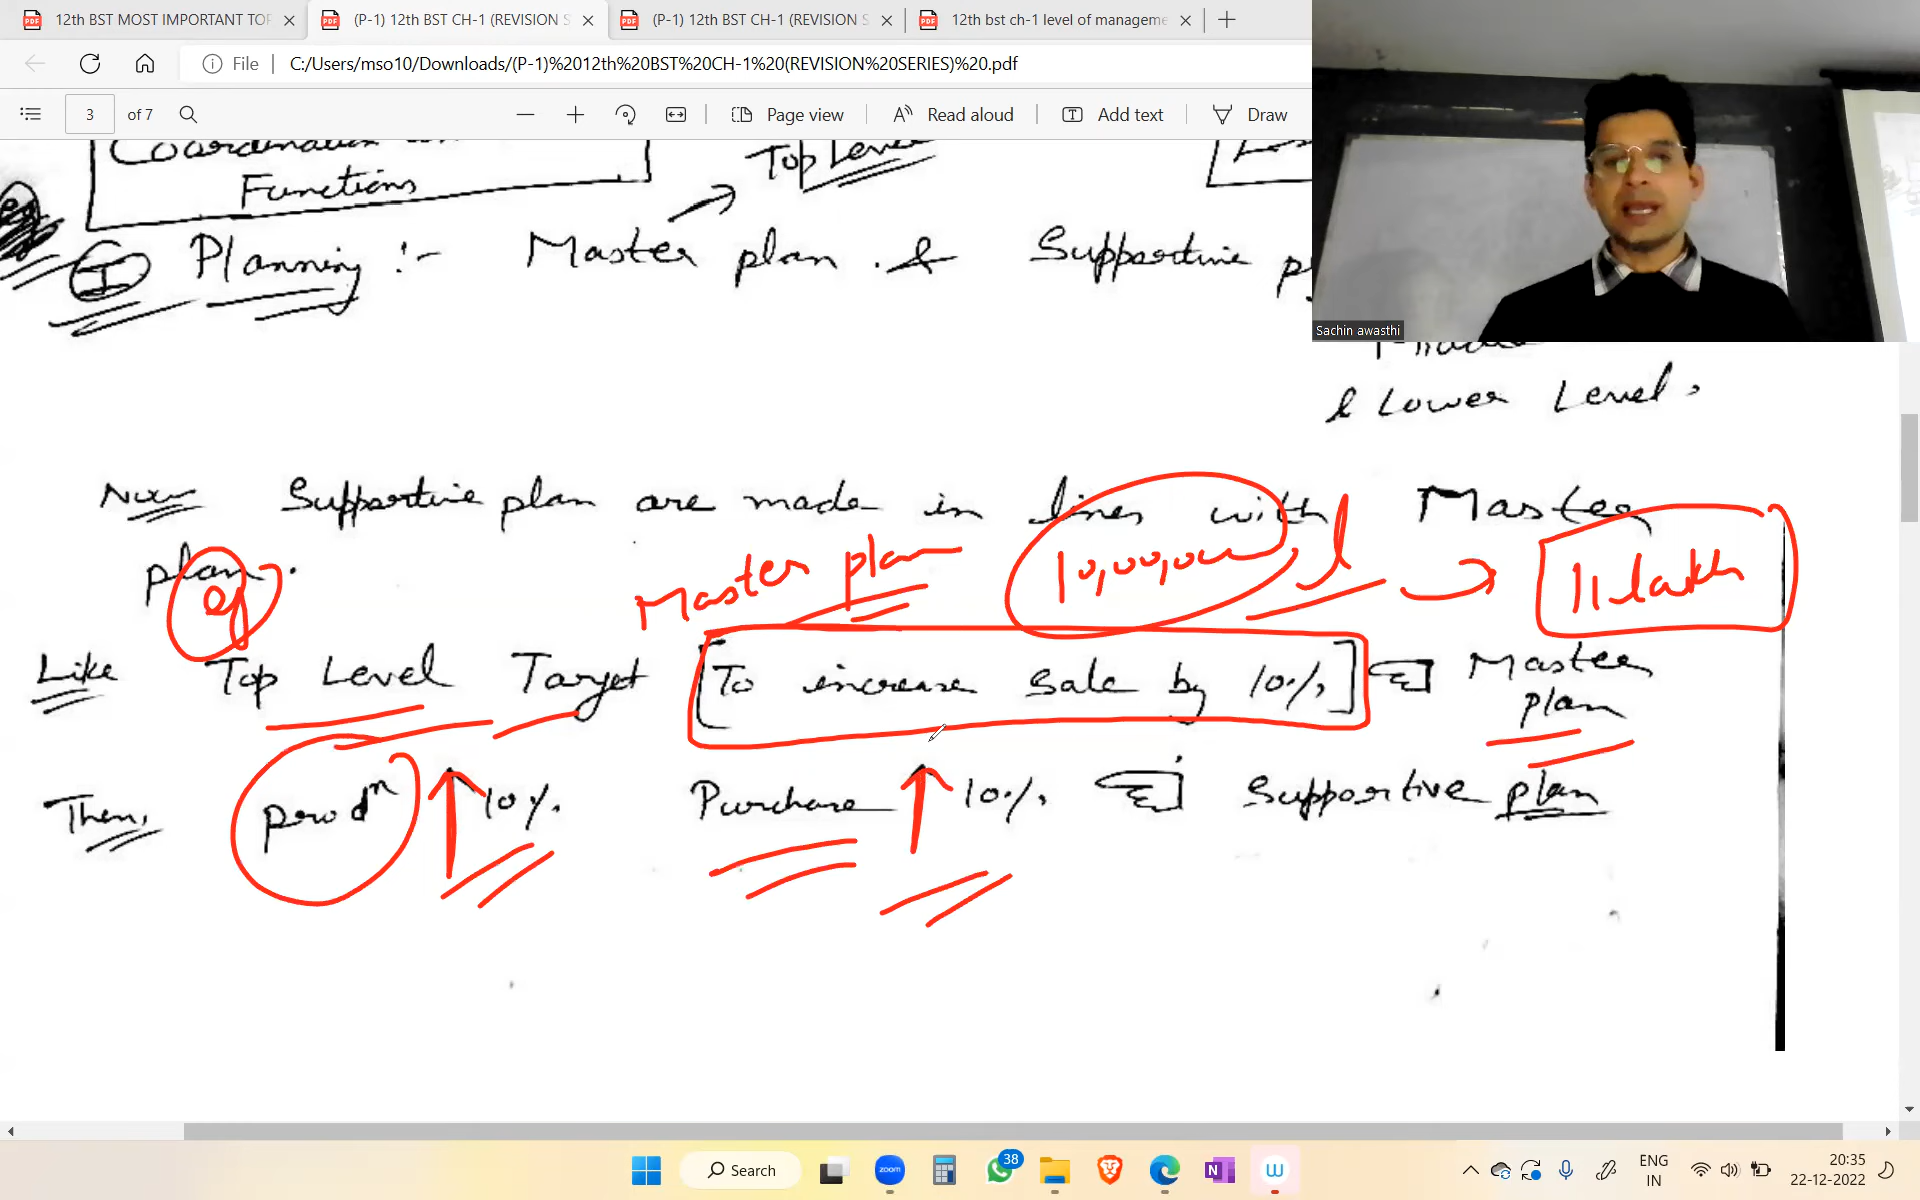 12th BST MOST IMPORTANT TOP
(P-1) 12th BST CH-1 (REVISION S
(P-1) 12th BST CH-1 (REVISION S
12th bst ch-1 level of manageme
File
C:/Users/mso10/Downloads/(P-1)%2012th%20BST%20CH-1%20(REVISION%20SERIES)%20.pdf
3 of 7
Page view
Read aloud
Add text
Draw
Coordination
Functions
Top Level
I Planning :- Master plan & Supportive
Sachin awasthi
& Lower Level.
Now Supportive plan are made in lines with Master
plan.
eg
Master plan 10,00,000 11 lakh
Like Top Level Target [To increase sale by 10%] Master
plan
Then, prodn 10% Purchase 10% Supportive plan
Search
zoom
38
ENG
IN
20:35
22-12-2022